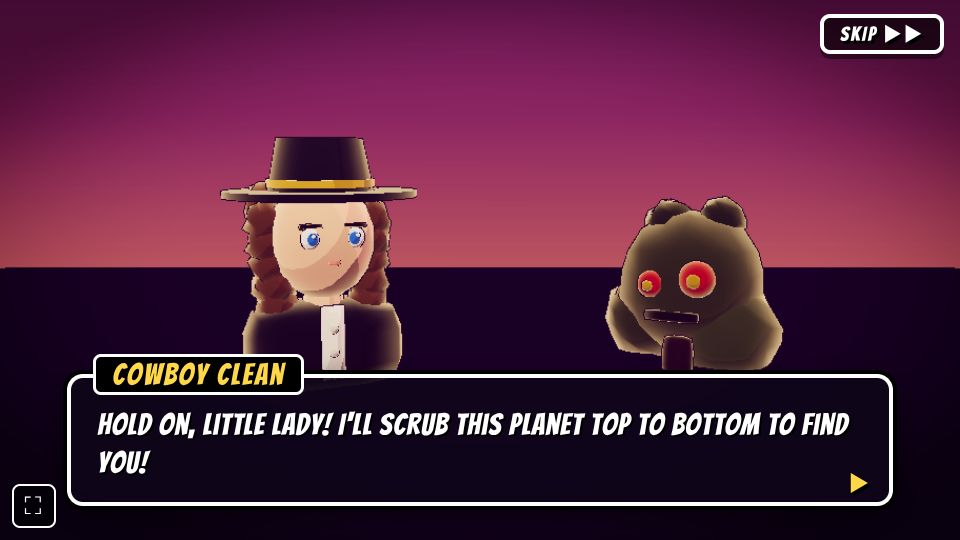 SKIP
COWBOY CLEAN
HOLD ON, LITTLE LADY! I'LL SCRUB THIS PLANET TOP TO BOTTOM TO FIND
YOU!